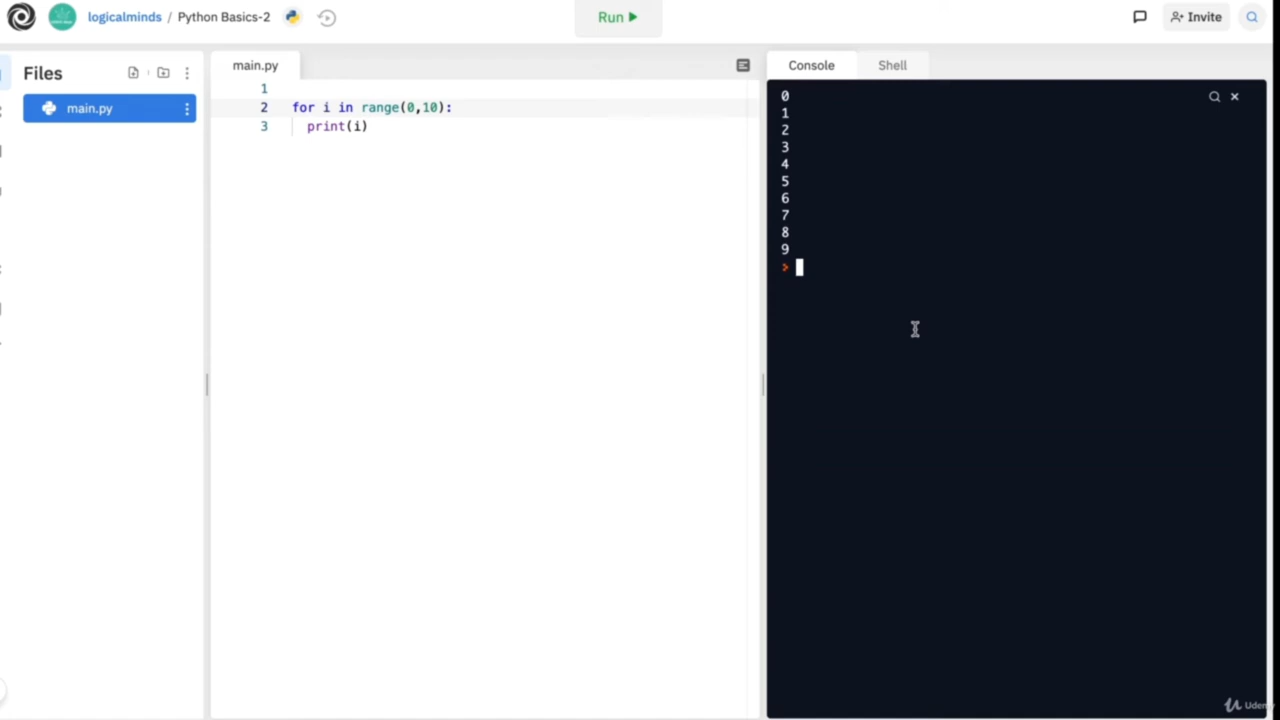 logicalminds / Python Basics-2
Run
Invite
Files
main.py
main.py
1
2 for i in range(0,10):
3 print(i)
Console
Shell
0
1
2
3
4
5
6
7
8
9
>